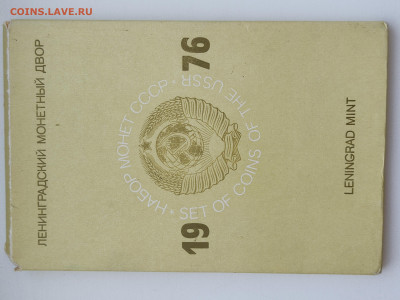 COINS.LAVE.RU
ЛЕНИНГРАДСКИЙ МОНЕТНЫЙ ДВОР
НАБОР МОНЕТ СССР • SET OF COINS OF THE USSR •
19 76
LENINGRAD MINT